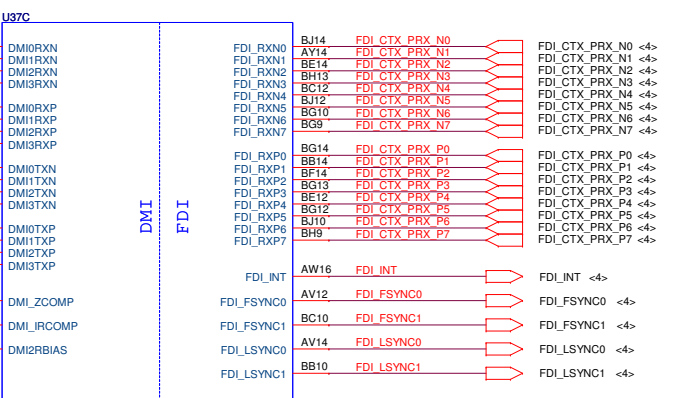 U37C
DMI0RXN FDI_RXN0 BJ14 FDI_CTX_PRX_N0 FDI_CTX_PRX_N0 <4>
DMI1RXN FDI_RXN1 AY14 FDI_CTX_PRX_N1 FDI_CTX_PRX_N1 <4>
DMI2RXN FDI_RXN2 BE14 FDI_CTX_PRX_N2 FDI_CTX_PRX_N2 <4>
DMI3RXN FDI_RXN3 BH13 FDI_CTX_PRX_N3 FDI_CTX_PRX_N3 <4>
FDI_RXN4 BC12 FDI_CTX_PRX_N4 FDI_CTX_PRX_N4 <4>
DMI0RXP FDI_RXN5 BJ12 FDI_CTX_PRX_N5 FDI_CTX_PRX_N5 <4>
DMI1RXP FDI_RXN6 BG10 FDI_CTX_PRX_N6 FDI_CTX_PRX_N6 <4>
DMI2RXP FDI_RXN7 BG9 FDI_CTX_PRX_N7 FDI_CTX_PRX_N7 <4>
DMI3RXP
FDI_RXP0 BG14 FDI_CTX_PRX_P0 FDI_CTX_PRX_P0 <4>
DMI0TXN FDI_RXP1 BB14 FDI_CTX_PRX_P1 FDI_CTX_PRX_P1 <4>
DMI1TXN FDI_RXP2 BF14 FDI_CTX_PRX_P2 FDI_CTX_PRX_P2 <4>
DMI2TXN FDI_RXP3 BG13 FDI_CTX_PRX_P3 FDI_CTX_PRX_P3 <4>
DMI3TXN FDI_RXP4 BE12 FDI_CTX_PRX_P4 FDI_CTX_PRX_P4 <4>
FDI_RXP5 BG12 FDI_CTX_PRX_P5 FDI_CTX_PRX_P5 <4>
DMI0TXP FDI_RXP6 BJ10 FDI_CTX_PRX_P6 FDI_CTX_PRX_P6 <4>
DMI1TXP FDI_RXP7 BH9 FDI_CTX_PRX_P7 FDI_CTX_PRX_P7 <4>
DMI2TXP
DMI3TXP
DMI
FDI
FDI_INT AW16 FDI_INT FDI_INT <4>
DMI_ZCOMP FDI_FSYNC0 AV12 FDI_FSYNC0 FDI_FSYNC0 <4>
DMI_IRCOMP FDI_FSYNC1 BC10 FDI_FSYNC1 FDI_FSYNC1 <4>
DMI2RBIAS FDI_LSYNC0 AV14 FDI_LSYNC0 FDI_LSYNC0 <4>
FDI_LSYNC1 BB10 FDI_LSYNC1 FDI_LSYNC1 <4>